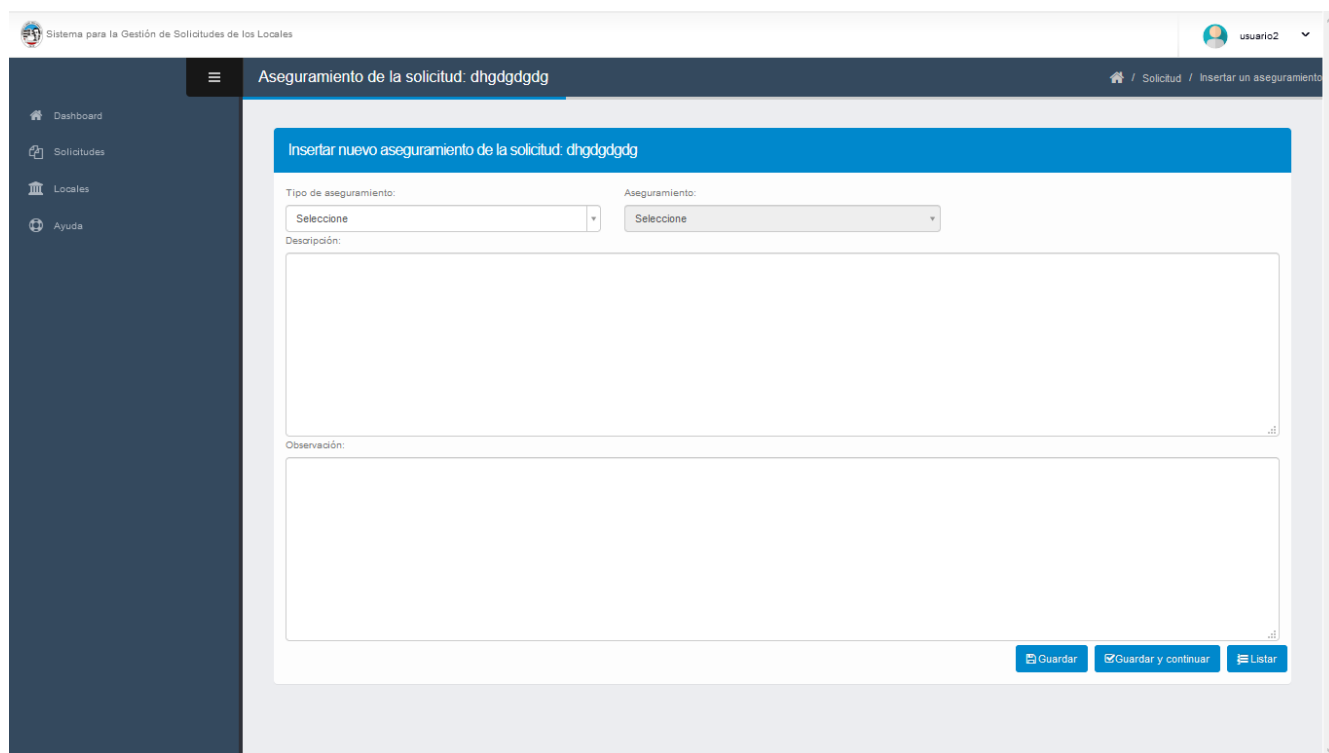 Sistema para la Gestión de Solicitudes de los Locales
usuario2
Aseguramiento de la solicitud: dhgdgdgdg
/ Solicitud / Insertar un aseguramiento
Dashboard
Solicitudes
Locales
Ayuda
Insertar nuevo aseguramiento de la solicitud: dhgdgdgdg
Tipo de aseguramiento: Aseguramiento:
Seleccione Seleccione
Descripción:
Observación:
Guardar Guardar y continuar Listar